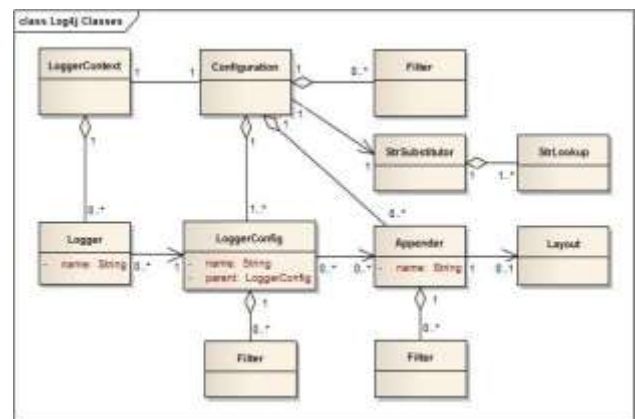 class Log4j Classes
LoggerContext
Configuration
Filter
1
1
1
0..*
1
1
1
1
StrSubstitutor
StrLookup
1
1
1..*
0..*
1..*
0..*
Logger
- name: String
0..*
1
LoggerConfig
- name: String
- parent: LoggerConfig
0..*
0..*
Appender
- name: String
1
0..1
Layout
1
0..*
1
0..*
Filter
Filter